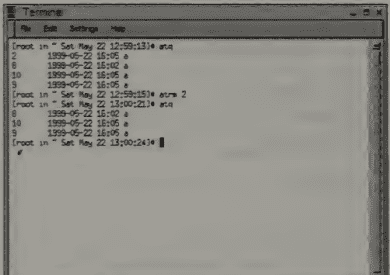 Terminal
File Edit Settings Help
[root in ~ Sat May 22 12:59:13]# atq
2 1999-05-22 16:05 a
8 1999-05-22 16:02 a
10 1999-05-22 16:05 a
9 1999-05-22 16:05 a
[root in ~ Sat May 22 12:59:15]# atrm 2
[root in ~ Sat May 22 13:00:21]# atq
8 1999-05-22 16:02 a
10 1999-05-22 16:05 a
9 1999-05-22 16:05 a
[root in ~ Sat May 22 13:00:24]#